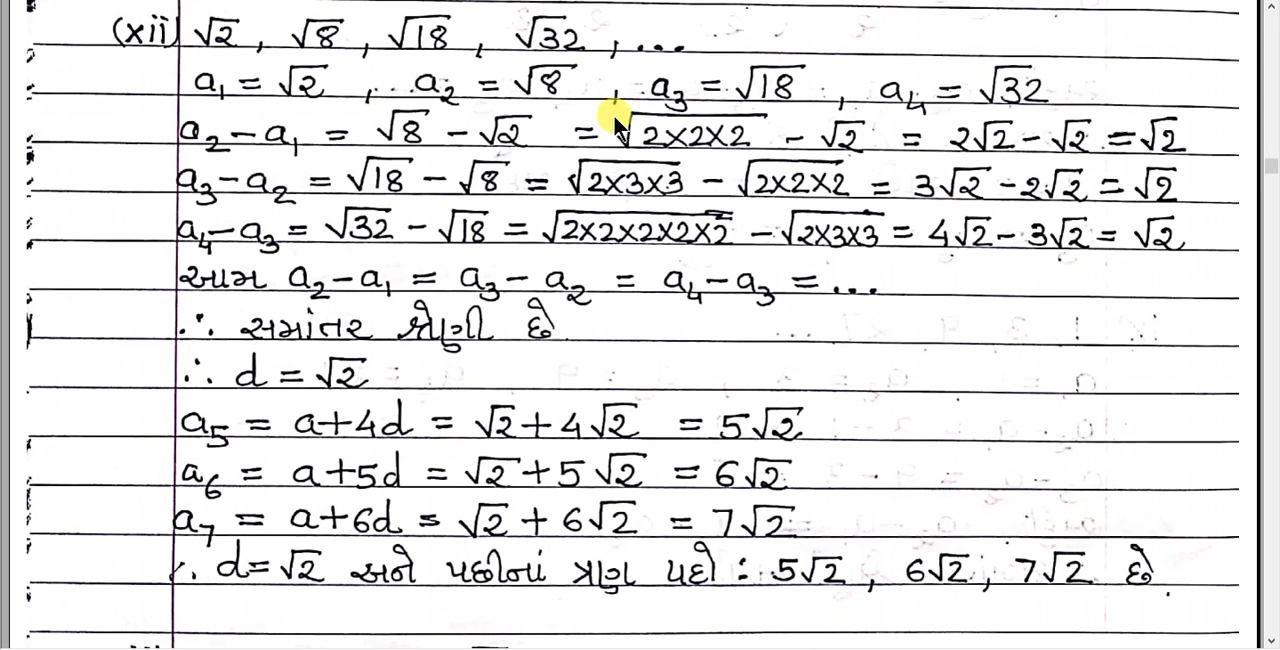 (xii) √2 , √8 , √18 , √32 , ...
a₁ = √2 , a₂ = √8 , a₃ = √18 , a₄ = √32
a₂ − a₁ = √8 − √2 = √2×2×2 − √2 = 2√2 − √2 = √2
a₃ − a₂ = √18 − √8 = √2×3×3 − √2×2×2 = 3√2 − 2√2 = √2
a₄ − a₃ = √32 − √18 = √2×2×2×2×2 − √2×3×3 = 4√2 − 3√2 = √2
આમ a₂ − a₁ = a₃ − a₂ = a₄ − a₃ = ...
∴ સમાંતર શ્રેણી છે
∴ d = √2
a₅ = a+4d = √2 + 4√2 = 5√2
a₆ = a+5d = √2 + 5√2 = 6√2
a₇ = a+6d = √2 + 6√2 = 7√2
∴ d = √2 અને પછીનાં ત્રણ પદો : 5√2 , 6√2 , 7√2 છે.